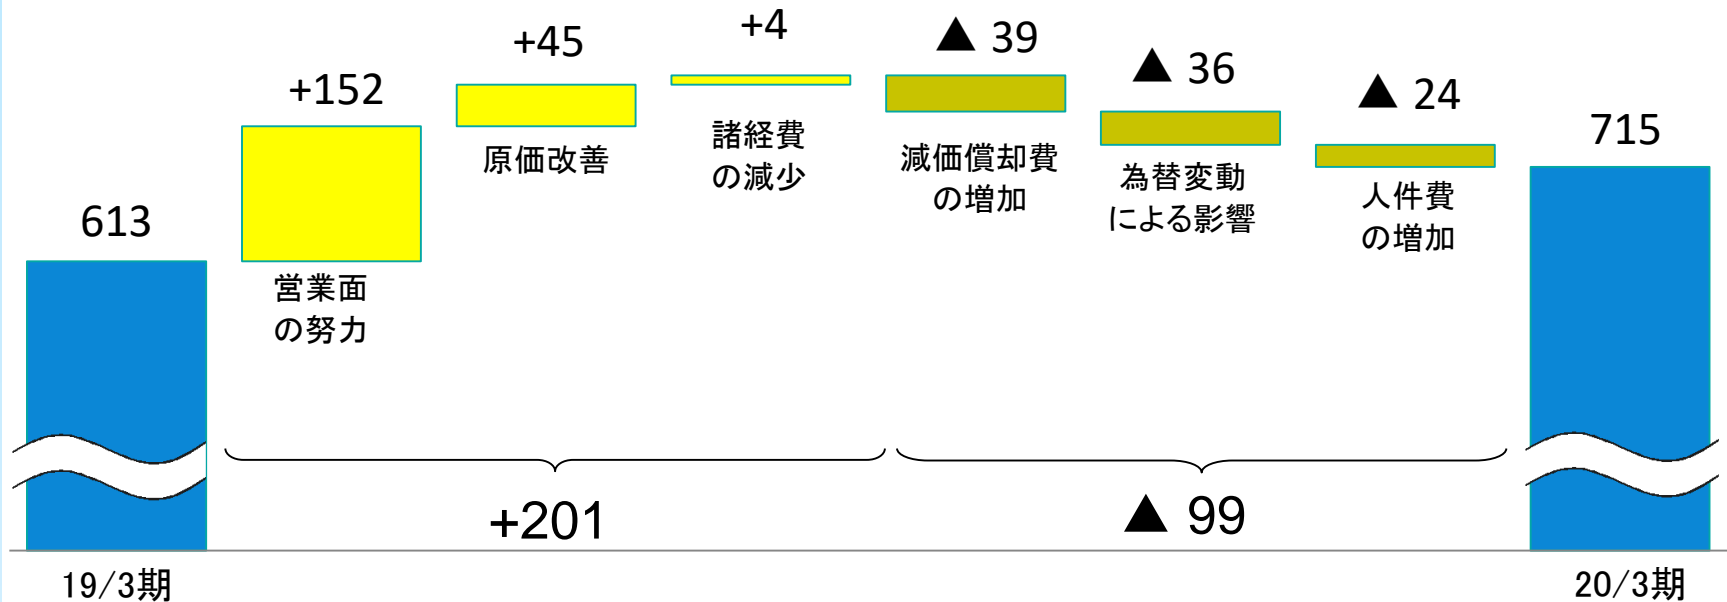 613
+152
営業面
の努力
+45
原価改善
+4
諸経費
の減少
▲ 39
減価償却費
の増加
▲ 36
為替変動
による影響
▲ 24
人件費
の増加
715
+201
▲ 99
19/3期
20/3期